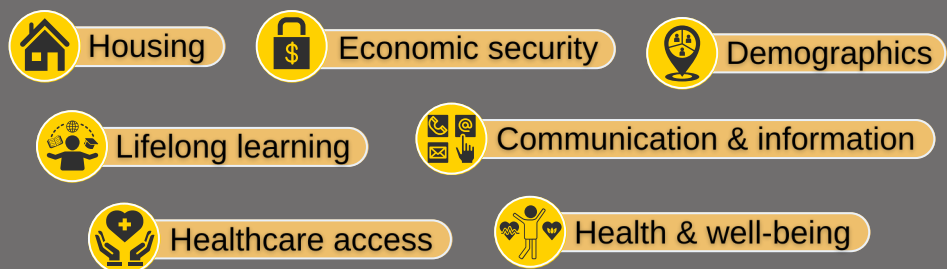 Housing
$
Economic security
Demographics
Lifelong learning
@
Communication & information
Healthcare access
Health & well-being